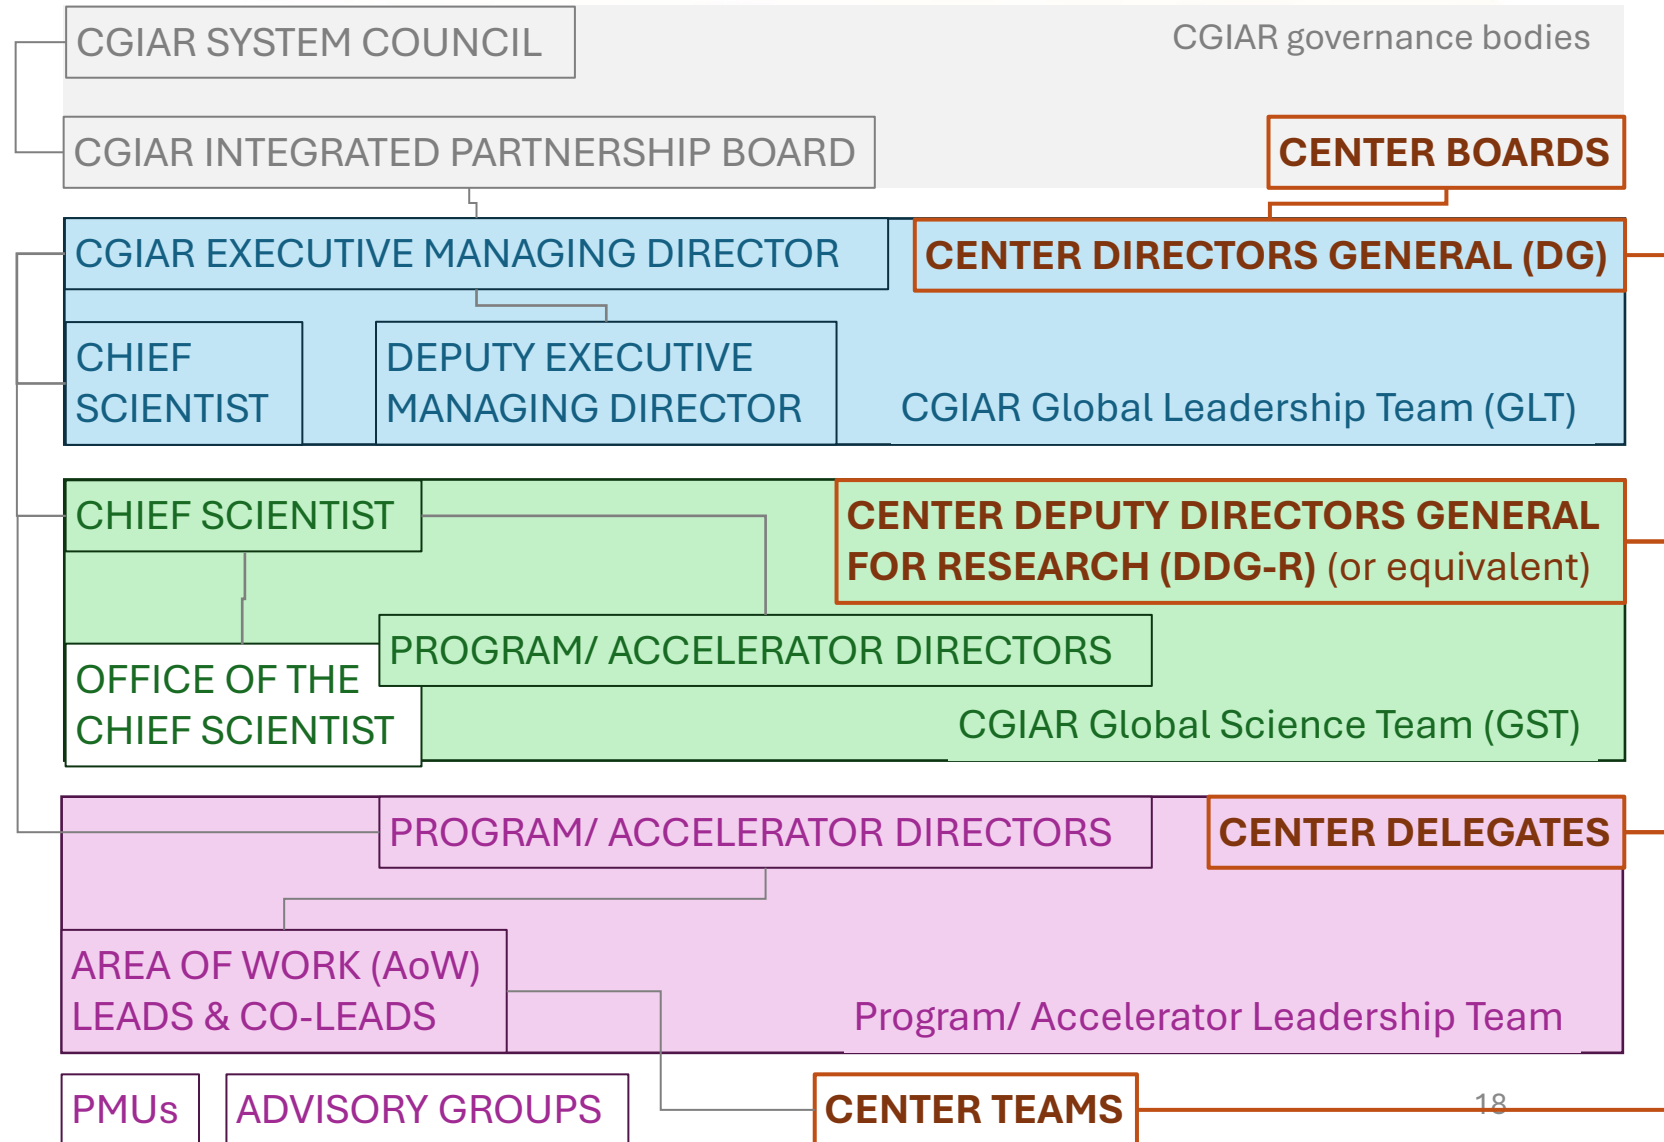 CGIAR SYSTEM COUNCIL
CGIAR governance bodies
CGIAR INTEGRATED PARTNERSHIP BOARD
CENTER BOARDS
CGIAR EXECUTIVE MANAGING DIRECTOR
CENTER DIRECTORS GENERAL (DG)
CHIEF
SCIENTIST
DEPUTY EXECUTIVE
MANAGING DIRECTOR
CGIAR Global Leadership Team (GLT)
CHIEF SCIENTIST
CENTER DEPUTY DIRECTORS GENERAL
FOR RESEARCH (DDG-R) (or equivalent)
PROGRAM/ ACCELERATOR DIRECTORS
OFFICE OF THE
CHIEF SCIENTIST
CGIAR Global Science Team (GST)
PROGRAM/ ACCELERATOR DIRECTORS
CENTER DELEGATES
AREA OF WORK (AoW)
LEADS & CO-LEADS
Program/ Accelerator Leadership Team
PMUs
ADVISORY GROUPS
CENTER TEAMS
18